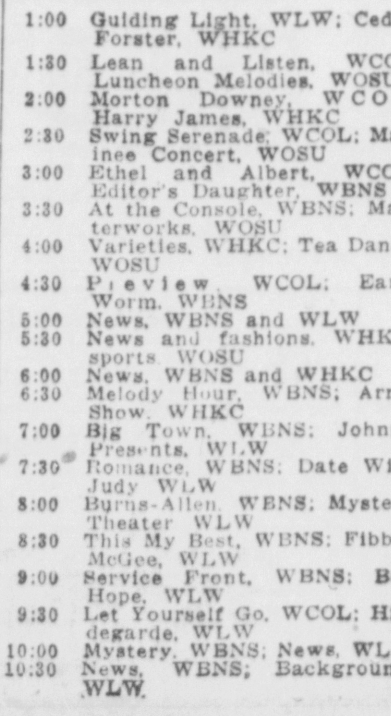 1:00 Guiding Light, WLW; Ced
Forster, WHKC
1:30 Lean and Listen, WCO
Luncheon Melodies, WOSU
2:00 Morton Downey, WCO
Harry James, WHKC
2:30 Swing Serenade, WCOL; Ma
inee Concert, WOSU
3:00 Ethel and Albert, WCO
Editor's Daughter, WBNS
3:30 At the Console, WBNS; Ma
terworks, WOSU
4:00 Varieties, WHKC; Tea Dan
WOSU
4:30 Preview, WCOL; Ea
Worm, WBNS
5:00 News, WBNS and WLW
5:30 News and fashions, WHK
sports, WOSU
6:00 News, WBNS and WHKC
6:30 Melody Hour, WBNS; Arm
Show, WHKC
7:00 Big Town, WBNS; John
Presents, WLW
7:30 Romance, WBNS; Date Wi
Judy WLW
8:00 Burns-Allen, WBNS; Myste
Theater WLW
8:30 This My Best, WBNS; Fibb
McGee, WLW
9:00 Service Front, WBNS; B
Hope, WLW
9:30 Let Yourself Go, WCOL; Hi
degarde, WLW
10:00 Mystery, WBNS; News, WL
10:30 News, WBNS; Backgroun
WLW.